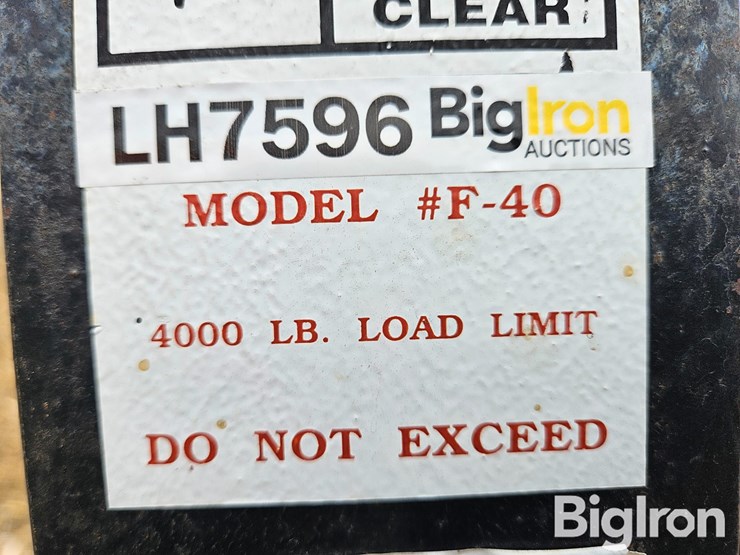 CLEAR
LH7596 BigIron
AUCTIONS
MODEL #F-40
4000 LB. LOAD LIMIT
DO NOT EXCEED
BigIron